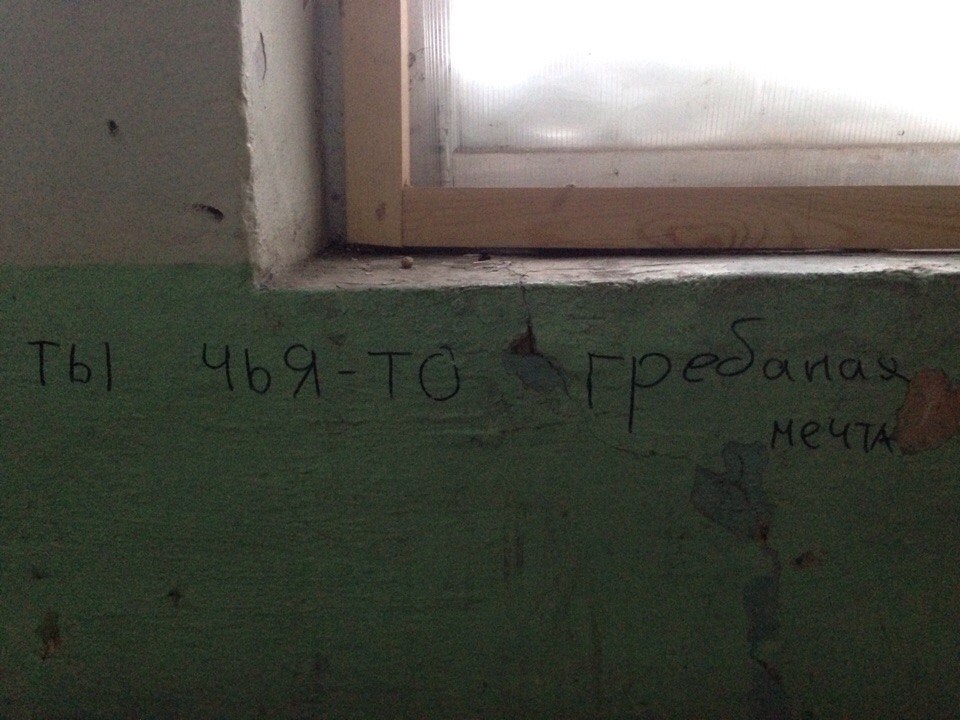 ты чья-то гребаная
мечта